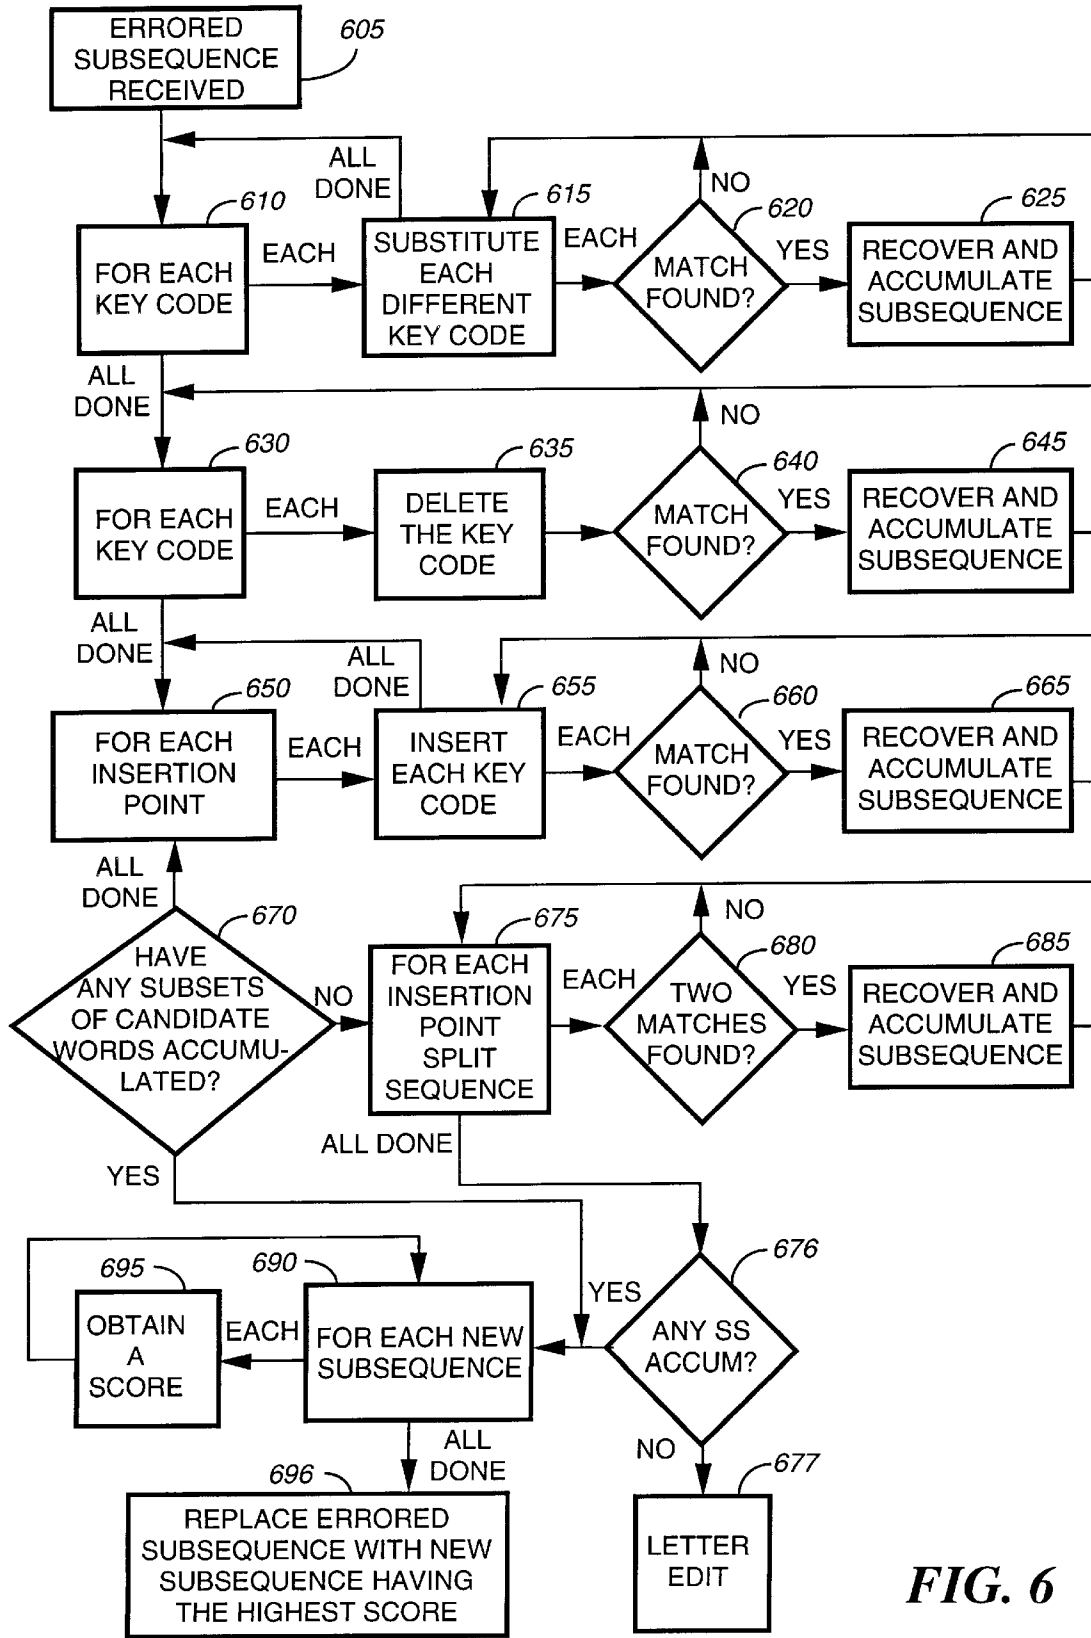 ERRORED
SUBSEQUENCE
RECEIVED
605
ALL
DONE
NO
610
615
620
625
FOR EACH
KEY CODE
EACH
SUBSTITUTE
EACH
DIFFERENT
KEY CODE
EACH
MATCH
FOUND?
YES
RECOVER AND
ACCUMULATE
SUBSEQUENCE
ALL
DONE
NO
630
635
640
645
FOR EACH
KEY CODE
EACH
DELETE
THE KEY
CODE
MATCH
FOUND?
YES
RECOVER AND
ACCUMULATE
SUBSEQUENCE
ALL
DONE
ALL
DONE
NO
650
655
660
665
FOR EACH
INSERTION
POINT
EACH
INSERT
EACH KEY
CODE
EACH
MATCH
FOUND?
YES
RECOVER AND
ACCUMULATE
SUBSEQUENCE
ALL
DONE
NO
670
675
680
685
HAVE
ANY SUBSETS
OF CANDIDATE
WORDS ACCUMU-
LATED?
NO
FOR EACH
INSERTION
POINT
SPLIT
SEQUENCE
EACH
TWO
MATCHES
FOUND?
YES
RECOVER AND
ACCUMULATE
SUBSEQUENCE
ALL DONE
YES
695
690
676
OBTAIN
A
SCORE
EACH
FOR EACH NEW
SUBSEQUENCE
YES
ANY SS
ACCUM?
ALL
DONE
NO
696
677
REPLACE ERRORED
SUBSEQUENCE WITH NEW
SUBSEQUENCE HAVING
THE HIGHEST SCORE
LETTER
EDIT
FIG. 6